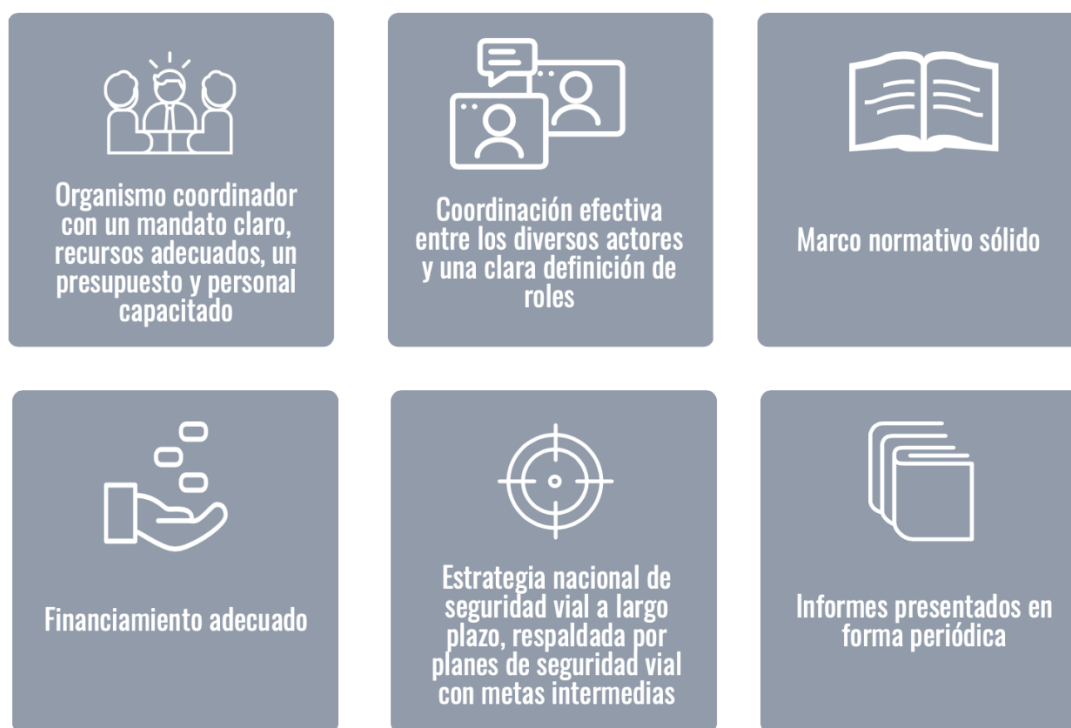 Organismo coordinador
con un mandato claro,
recursos adecuados, un
presupuesto y personal
capacitado
Coordinación efectiva
entre los diversos actores
y una clara definición de
roles
Marco normativo sólido
Financiamiento adecuado
Estrategia nacional de
seguridad vial a largo
plazo, respaldada por
planes de seguridad vial
con metas intermedias
Informes presentados en
forma periódica